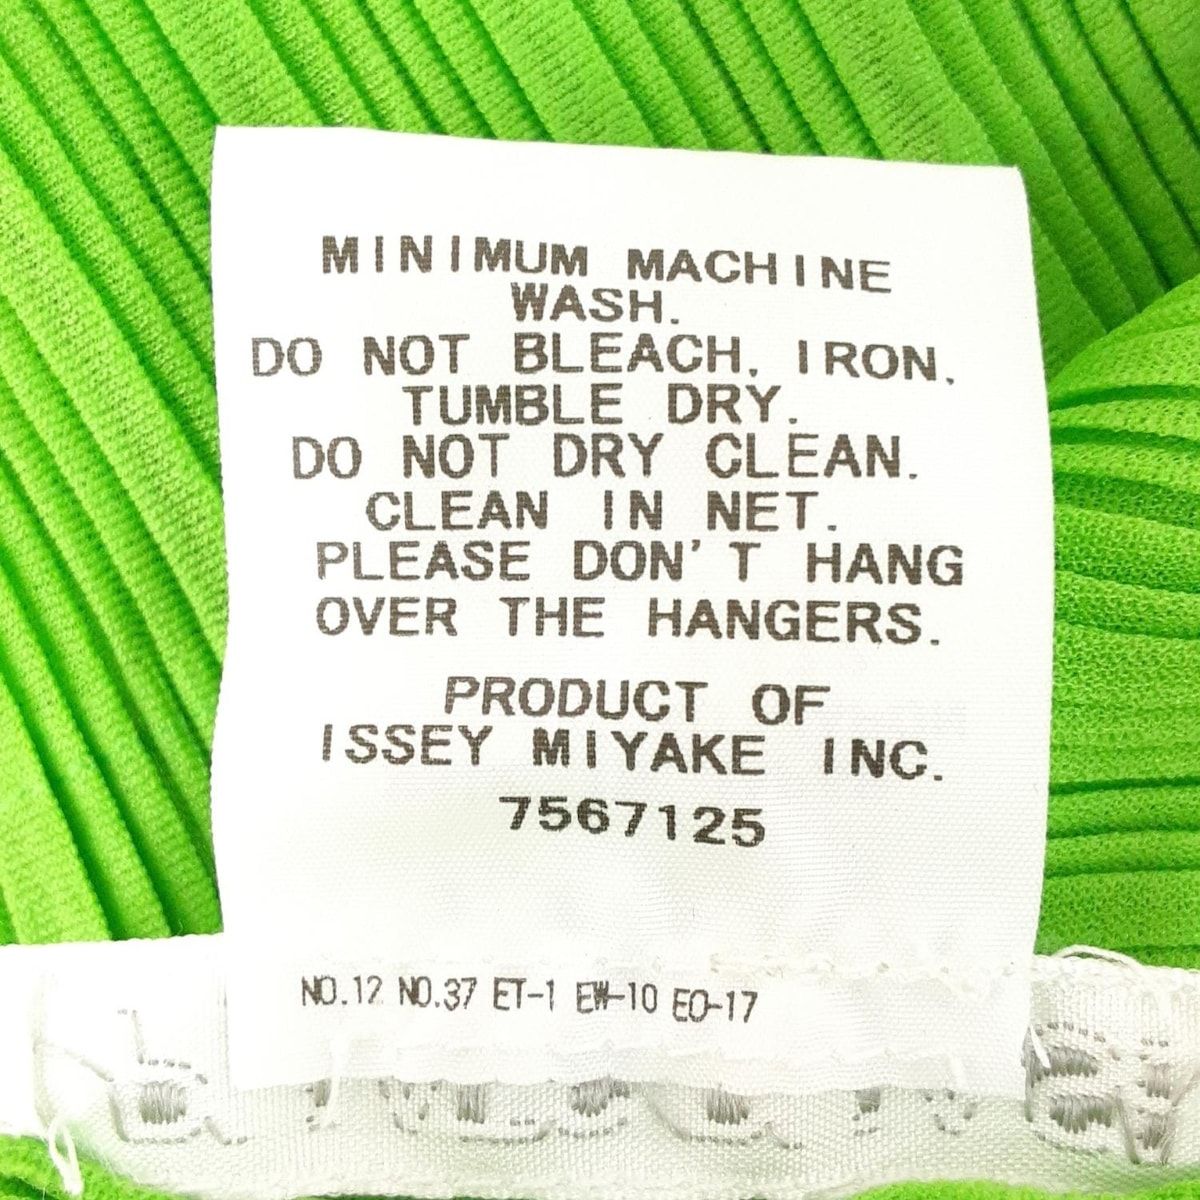 MINIMUM MACHINE
WASH.
DO NOT BLEACH, IRON,
TUMBLE DRY.
DO NOT DRY CLEAN.
CLEAN IN NET.
PLEASE DON'T HANG
OVER THE HANGERS.
PRODUCT OF
ISSEY MIYAKE INC.
7567125
NO.12 NO.37 ET-1 EW-10 EO-17